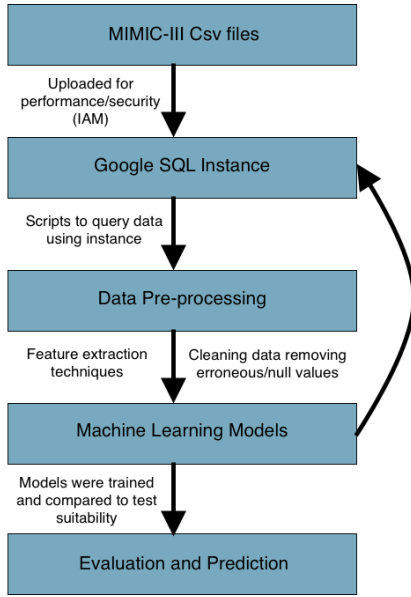 MIMIC-III Csv files
Uploaded for
performance/security
(IAM)
Google SQL Instance
Scripts to query data
using instance
Data Pre-processing
Feature extraction
techniques
Cleaning data removing
erroneous/null values
Machine Learning Models
Models were trained
and compared to test
suitability
Evaluation and Prediction